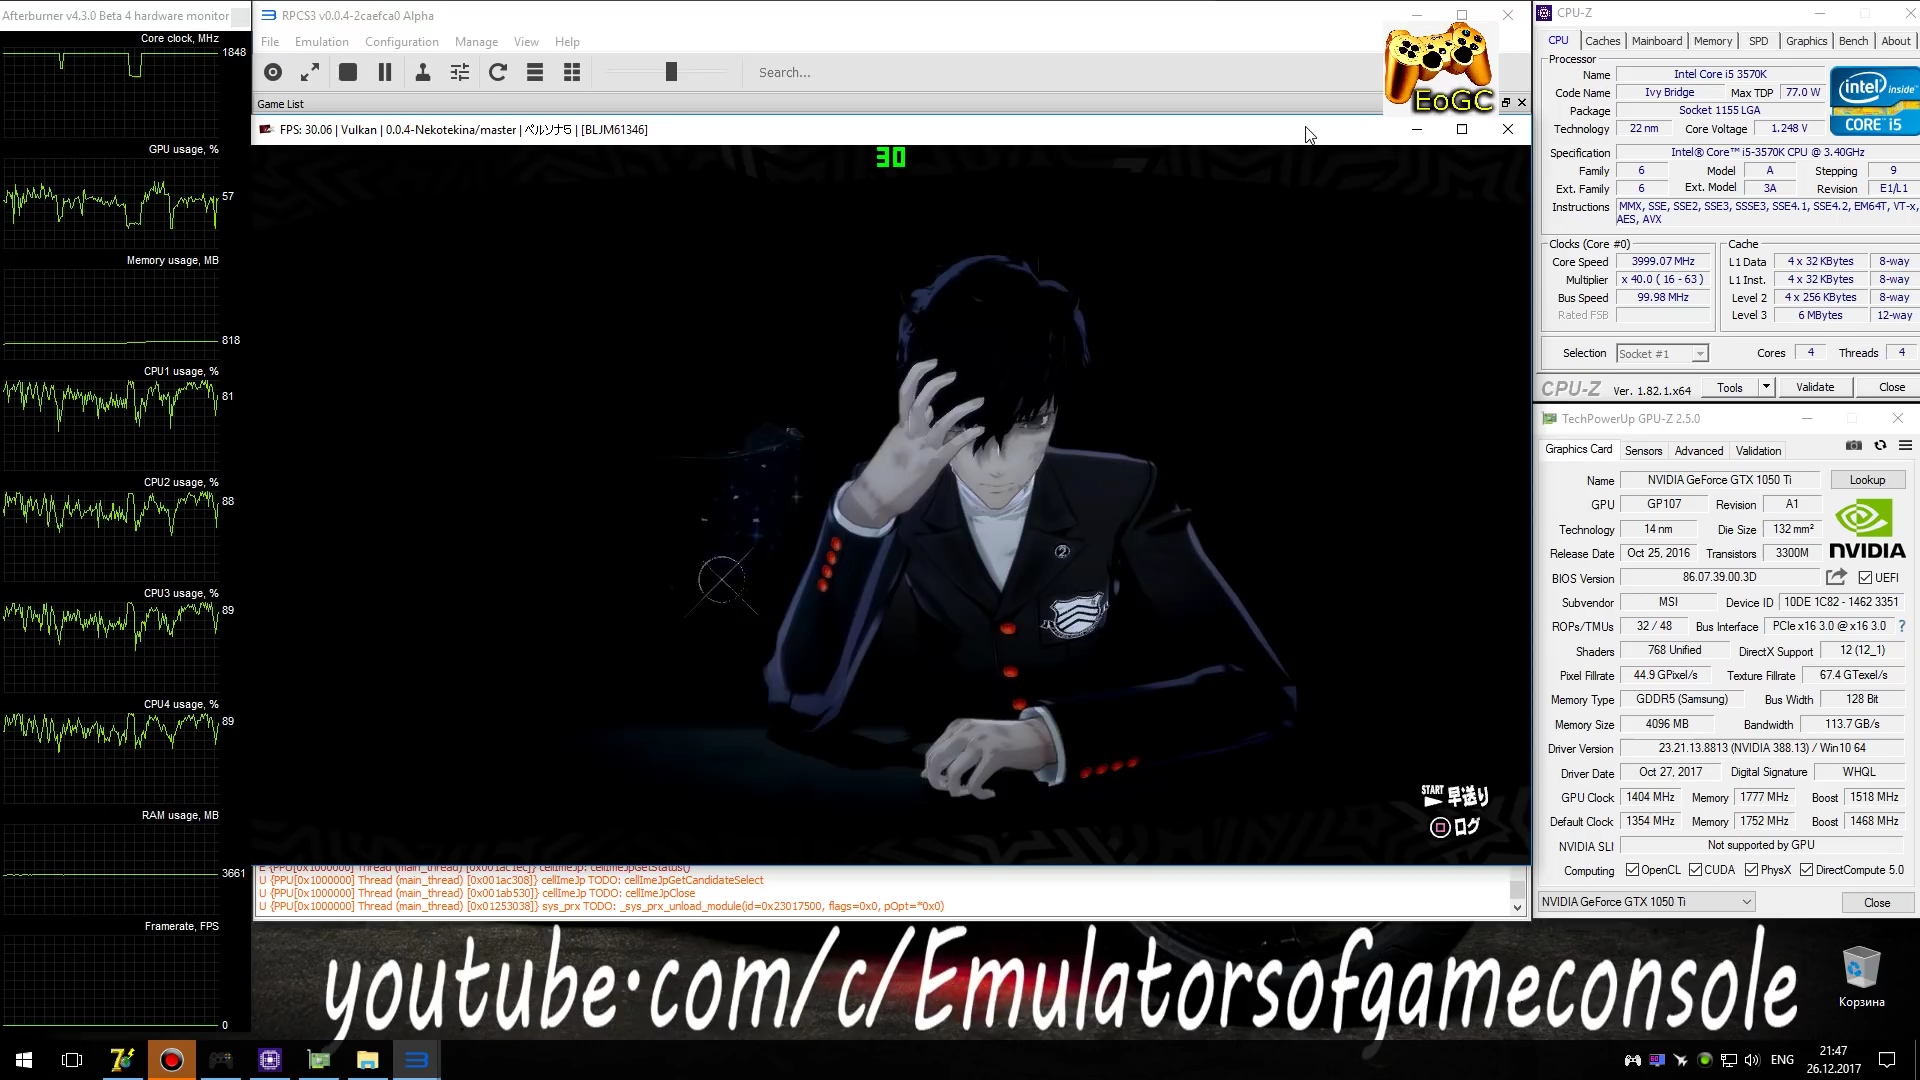 Afterburner v4.3.0 Beta 4 hardware monitor
Core clock, MHz
1848
GPU usage, %
57
Memory usage, MB
818
CPU1 usage, %
81
CPU2 usage, %
88
CPU3 usage, %
89
CPU4 usage, %
89
RAM usage, MB
3661
Framerate, FPS
0
RPCS3 v0.0.4-2caefca0 Alpha
File Emulation Configuration Manage View Help
Search...
EoGC
Game List
FPS: 30.06 | Vulkan | 0.0.4-Nekotekina/master | ペルソナ5 | [BLJM61346]
30
2
START 早送り
ログ
E {PPU[0x1000000] Thread (main_thread) [0x001ac1ec]} cellImeJp: cellImeJpGetStatus()
U {PPU[0x1000000] Thread (main_thread) [0x001ac308]} cellImeJp TODO: cellImeJpGetCandidateSelect
U {PPU[0x1000000] Thread (main_thread) [0x001ab530]} cellImeJp TODO: cellImeJpClose
U {PPU[0x1000000] Thread (main_thread) [0x01253038]} sys_prx TODO: _sys_prx_unload_module(id=0x23017500, flags=0x0, pOpt=*0x0)
CPU-Z
CPU Caches Mainboard Memory SPD Graphics Bench About
Processor
Name Intel Core i5 3570K
Code Name Ivy Bridge Max TDP 77.0 W
Package Socket 1155 LGA
Technology 22 nm Core Voltage 1.248 V
intel inside
CORE i5
Specification Intel® Core™ i5-3570K CPU @ 3.40GHz
Family 6 Model A Stepping 9
Ext. Family 6 Ext. Model 3A Revision E1/L1
Instructions MMX, SSE, SSE2, SSE3, SSSE3, SSE4.1, SSE4.2, EM64T, VT-x,
AES, AVX
Clocks (Core #0)
Core Speed 3999.07 MHz
Multiplier x 40.0 ( 16 - 63 )
Bus Speed 99.98 MHz
Rated FSB
Cache
L1 Data 4 x 32 KBytes 8-way
L1 Inst. 4 x 32 KBytes 8-way
Level 2 4 x 256 KBytes 8-way
Level 3 6 MBytes 12-way
Selection Socket #1 Cores 4 Threads 4
CPU-Z Ver. 1.82.1.x64 Tools Validate Close
TechPowerUp GPU-Z 2.5.0
Graphics Card Sensors Advanced Validation
Name NVIDIA GeForce GTX 1050 Ti Lookup
GPU GP107 Revision A1
Technology 14 nm Die Size 132 mm²
Release Date Oct 25, 2016 Transistors 3300M
NVIDIA
BIOS Version 86.07.39.00.3D UEFI
Subvendor MSI Device ID 10DE 1C82 - 1462 3351
ROPs/TMUs 32 / 48 Bus Interface PCIe x16 3.0 @ x16 3.0 ?
Shaders 768 Unified DirectX Support 12 (12_1)
Pixel Fillrate 44.9 GPixel/s Texture Fillrate 67.4 GTexel/s
Memory Type GDDR5 (Samsung) Bus Width 128 Bit
Memory Size 4096 MB Bandwidth 113.7 GB/s
Driver Version 23.21.13.8813 (NVIDIA 388.13) / Win10 64
Driver Date Oct 27, 2017 Digital Signature WHQL
GPU Clock 1404 MHz Memory 1777 MHz Boost 1518 MHz
Default Clock 1354 MHz Memory 1752 MHz Boost 1468 MHz
NVIDIA SLI Not supported by GPU
Computing OpenCL CUDA PhysX DirectCompute 5.0
NVIDIA GeForce GTX 1050 Ti Close
youtube.com/c/Emulatorsofgameconsole
Корзина
ENG
21:47
26.12.2017